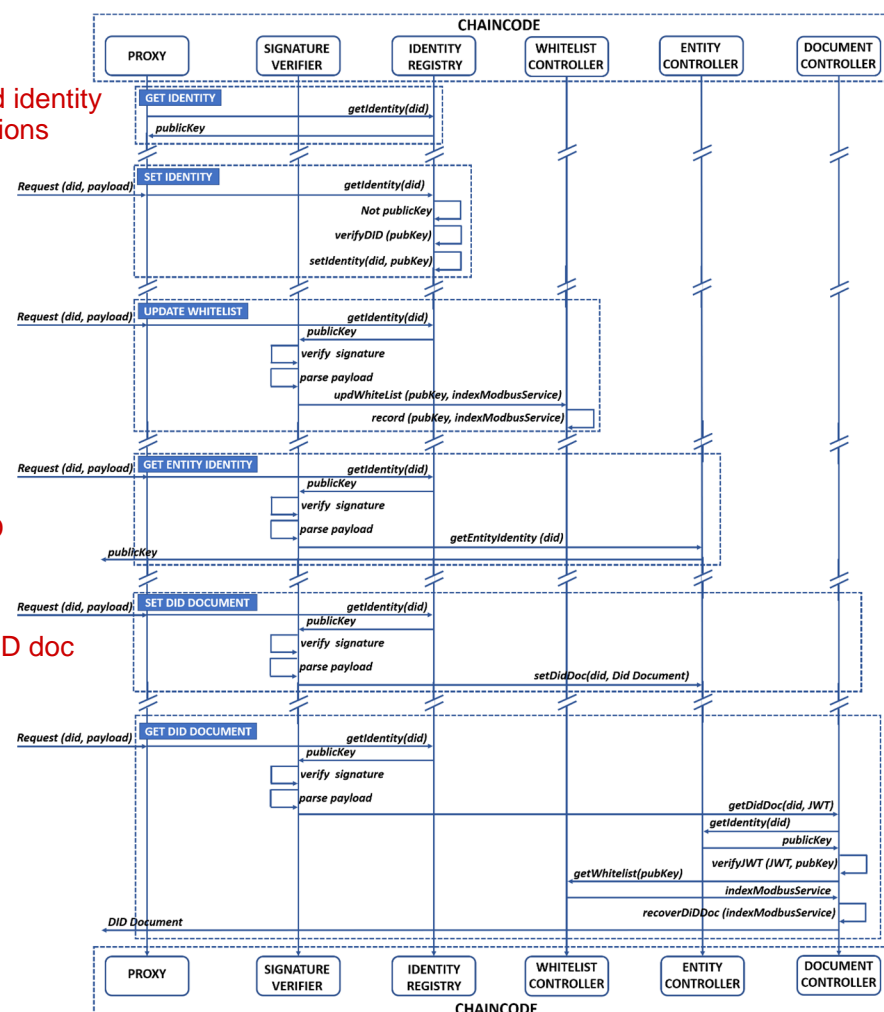 CHAINCODE
PROXY
SIGNATURE
VERIFIER
IDENTITY
REGISTRY
WHITELIST
CONTROLLER
ENTITY
CONTROLLER
DOCUMENT
CONTROLLER
d identity
ions
GET IDENTITY
getIdentity(did)
publicKey
SET IDENTITY
Request (did, payload)
getIdentity(did)
Not publicKey
verifyDID (pubKey)
setIdentity(did, pubKey)
UPDATE WHITELIST
Request (did, payload)
getIdentity(did)
publicKey
verify signature
parse payload
updWhiteList (pubKey, indexModbusService)
record (pubKey, indexModbusService)
GET ENTITY IDENTITY
Request (did, payload)
getIdentity(did)
publicKey
verify signature
parse payload
getEntityIdentity (did)
publicKey
SET DID DOCUMENT
Request (did, payload)
getIdentity(did)
publicKey
D doc
verify signature
parse payload
setDidDoc(did, Did Document)
GET DID DOCUMENT
Request (did, payload)
getIdentity(did)
publicKey
verify signature
parse payload
getDidDoc(did, JWT)
getIdentity(did)
publicKey
verifyJWT (JWT, pubKey)
getWhitelist(pubKey)
indexModbusService
recoverDiDDoc (indexModbusService)
DID Document
PROXY
SIGNATURE
VERIFIER
IDENTITY
REGISTRY
WHITELIST
CONTROLLER
ENTITY
CONTROLLER
DOCUMENT
CONTROLLER
CHAINCODE